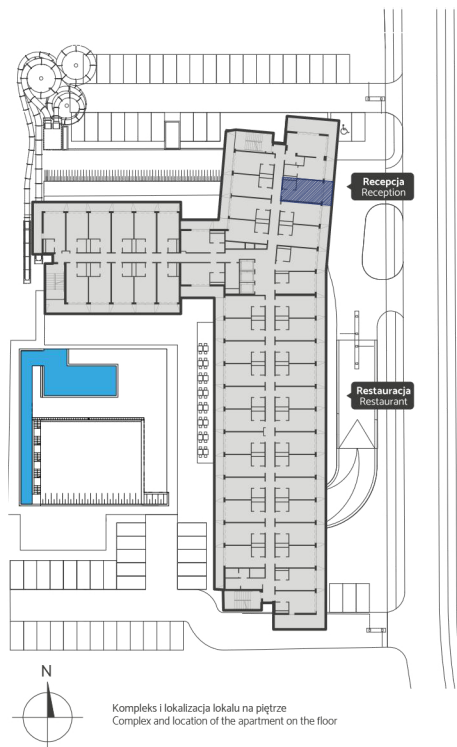 Recepcja
Reception
Restauracja
Restaurant
N
Kompleks i lokalizacja lokalu na piętrze
Complex and location of the apartment on the floor